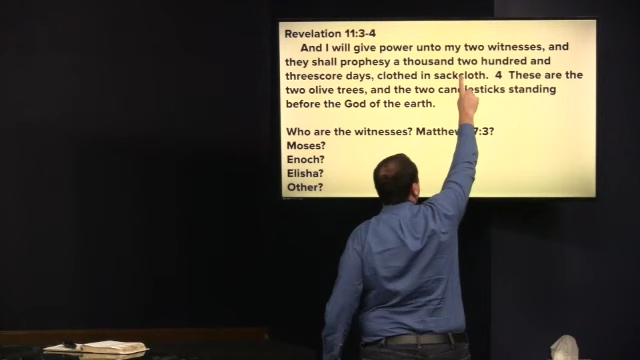 Revelation 11:3-4
And I will give power unto my two witnesses, and
they shall prophesy a thousand two hundred and
threescore days, clothed in sackcloth. 4 These are the
two olive trees, and the two candlesticks standing
before the God of the earth.
Who are the witnesses? Matthew 7:3?
Moses?
Enoch?
Elisha?
Other?